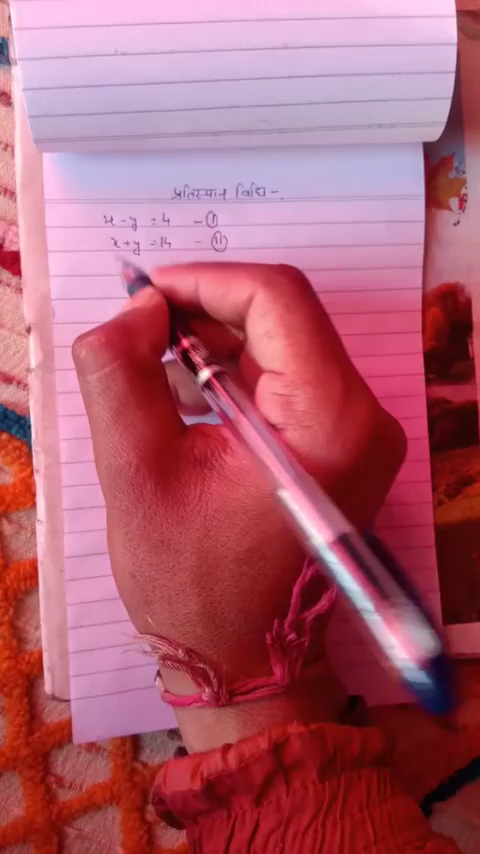 प्रतिस्थापन विधि -.
x - y = 4 - (i)
x + y = 14 - (ii)